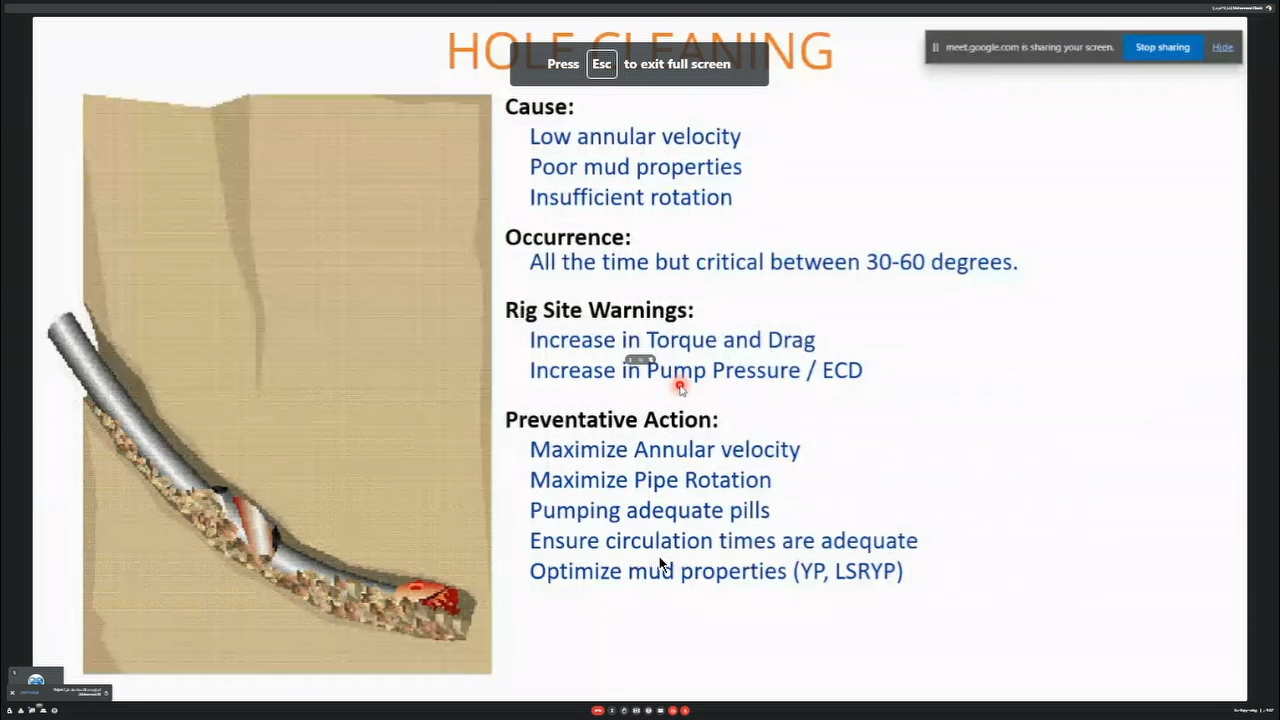 HOLE CLEANING
Press Esc to exit full screen
meet.google.com is sharing your screen. Stop sharing Hide
Cause:
Low annular velocity
Poor mud properties
Insufficient rotation
Occurrence:
All the time but critical between 30-60 degrees.
Rig Site Warnings:
Increase in Torque and Drag
Increase in Pump Pressure / ECD
Preventative Action:
Maximize Annular velocity
Maximize Pipe Rotation
Pumping adequate pills
Ensure circulation times are adequate
Optimize mud properties (YP, LSRYP)